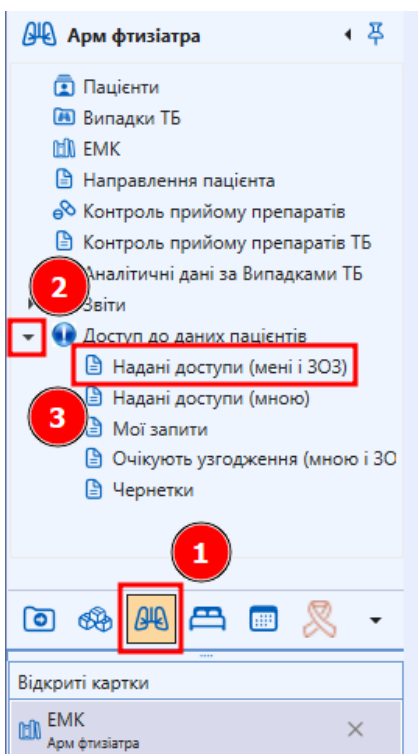 Арм фтизіатра
Пацієнти
Випадки ТБ
ЕМК
Направлення пацієнта
Контроль прийому препаратів
Контроль прийому препаратів ТБ
Аналітичні дані за Випадками ТБ
2
Звіти
Доступ до даних пацієнтів
Надані доступи (мені і ЗОЗ)
Надані доступи (мною)
3
Мої запити
Очікують узгодження (мною і ЗО
Чернетки
1
Відкриті картки
ЕМК
Арм фтизіатра